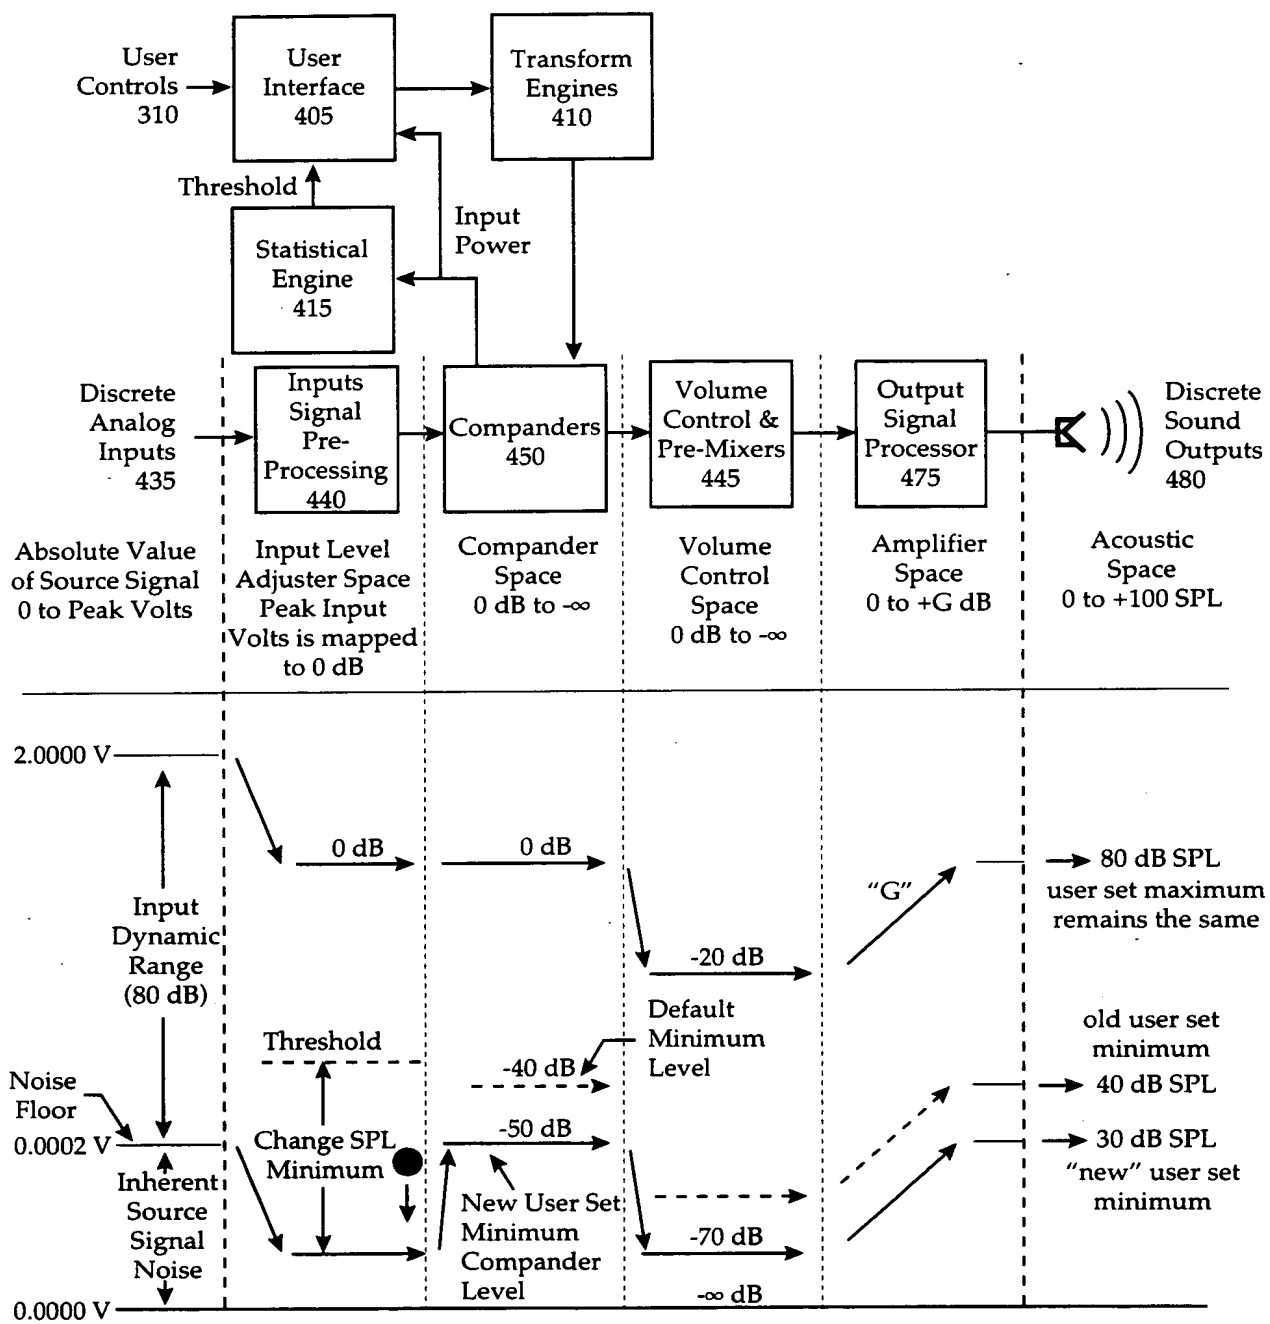 User
Controls
310
User
Interface
405
Transform
Engines
410
Threshold
Input
Power
Statistical
Engine
415
Discrete
Analog
Inputs
435
Inputs
Signal
Pre-
Processing
440
Companders
450
Volume
Control &
Pre-Mixers
445
Output
Signal
Processor
475
Discrete
Sound
Outputs
480
Absolute Value
of Source Signal
0 to Peak Volts
Input Level
Adjuster Space
Peak Input
Volts is mapped
to 0 dB
Compander
Space
0 dB to -∞
Volume
Control
Space
0 dB to -∞
Amplifier
Space
0 to +G dB
Acoustic
Space
0 to +100 SPL
2.0000 V
0 dB
0 dB
-20 dB
"G"
80 dB SPL
user set maximum
remains the same
Input
Dynamic
Range
(80 dB)
Threshold
Default
Minimum
Level
-40 dB
old user set
minimum
40 dB SPL
Noise
Floor
0.0002 V
Change SPL
Minimum
-50 dB
30 dB SPL
"new" user set
minimum
Inherent
Source
Signal
Noise
New User Set
Minimum
Compander
Level
-70 dB
-∞ dB
0.0000 V